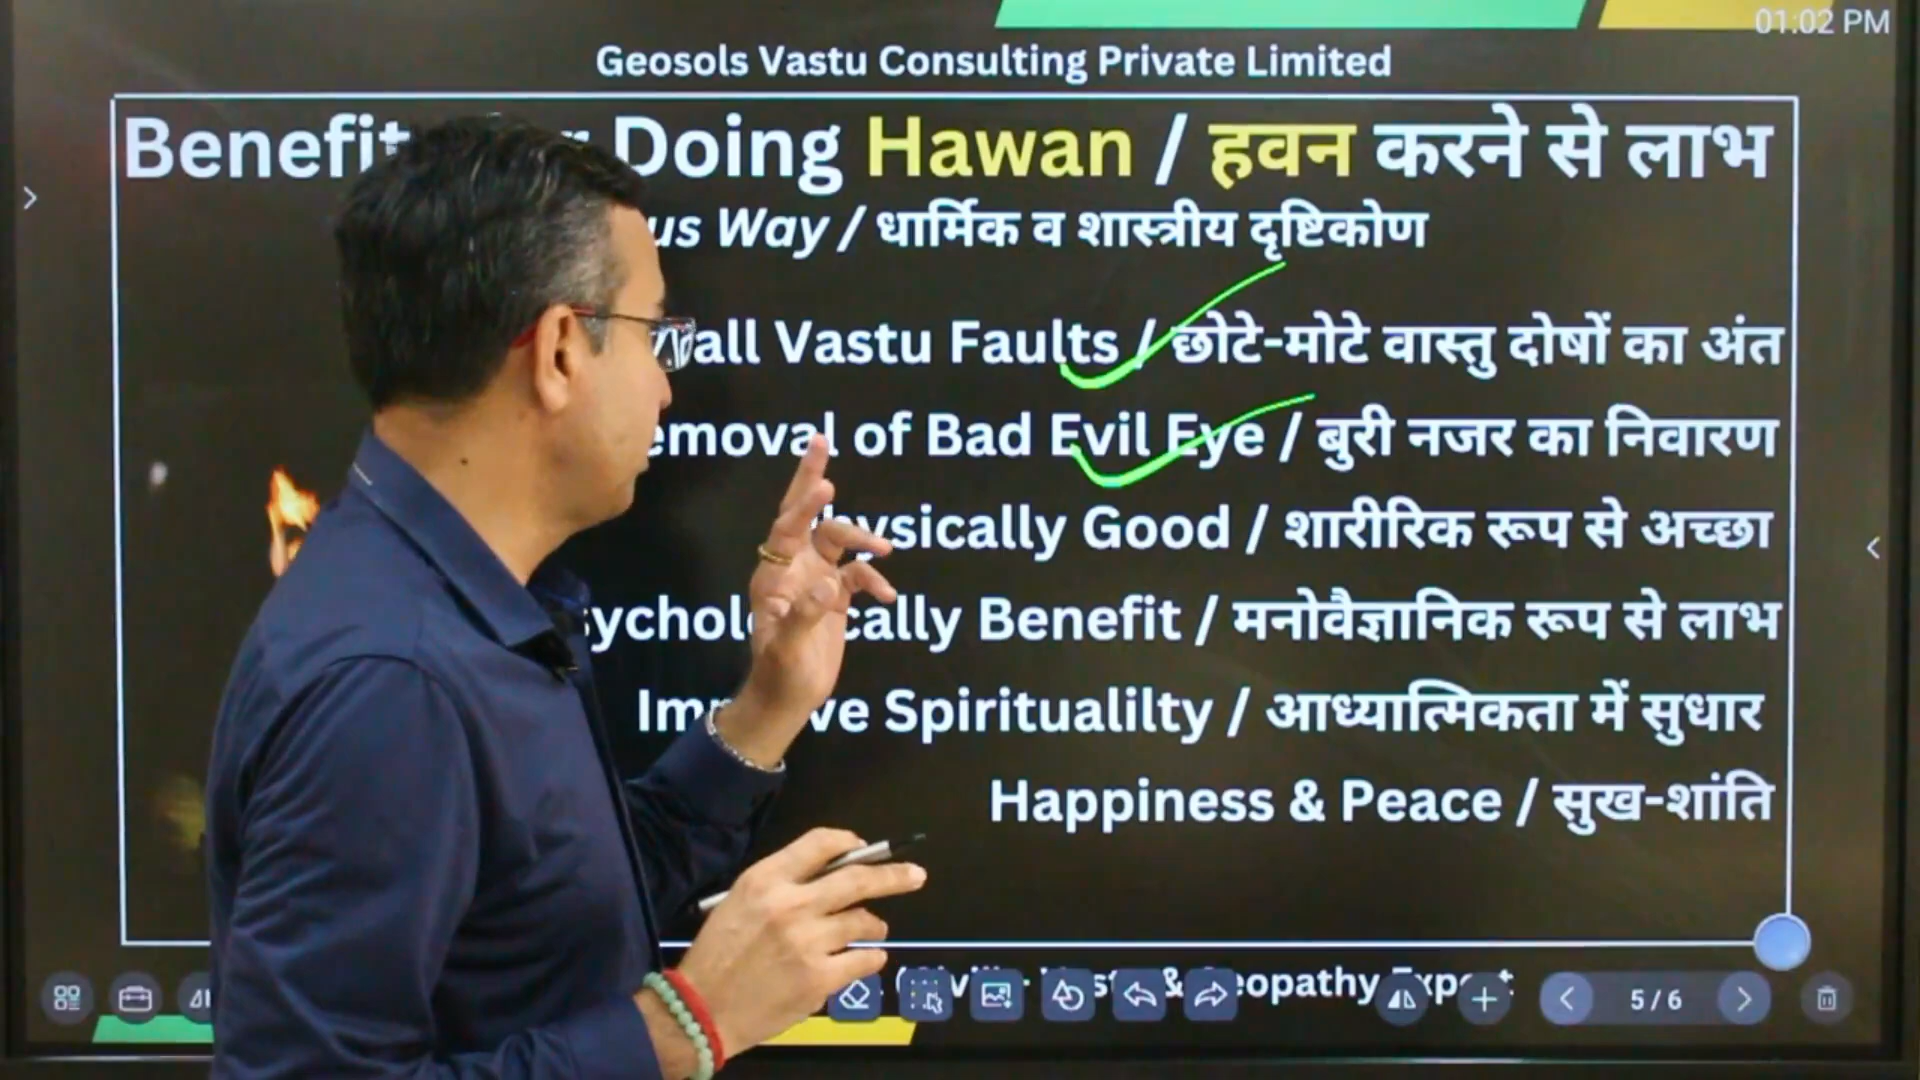 01:02 PM
Geosols Vastu Consulting Private Limited
Doing Hawan / हवन करने से लाभ
Way / धार्मिक व शास्त्रीय दृष्टिकोण
Vastu Faults / छोटे-मोटे वास्तु दोषों का अंत
of Bad Evil Eye / बुरी नजर का निवारण
Good / शारीरिक रूप से अच्छा
Benefit / मनोवैज्ञानिक रूप से लाभ
Spiritualilty / आध्यात्मिकता में सुधार
Happiness & Peace / सुख-शांति
5 / 6